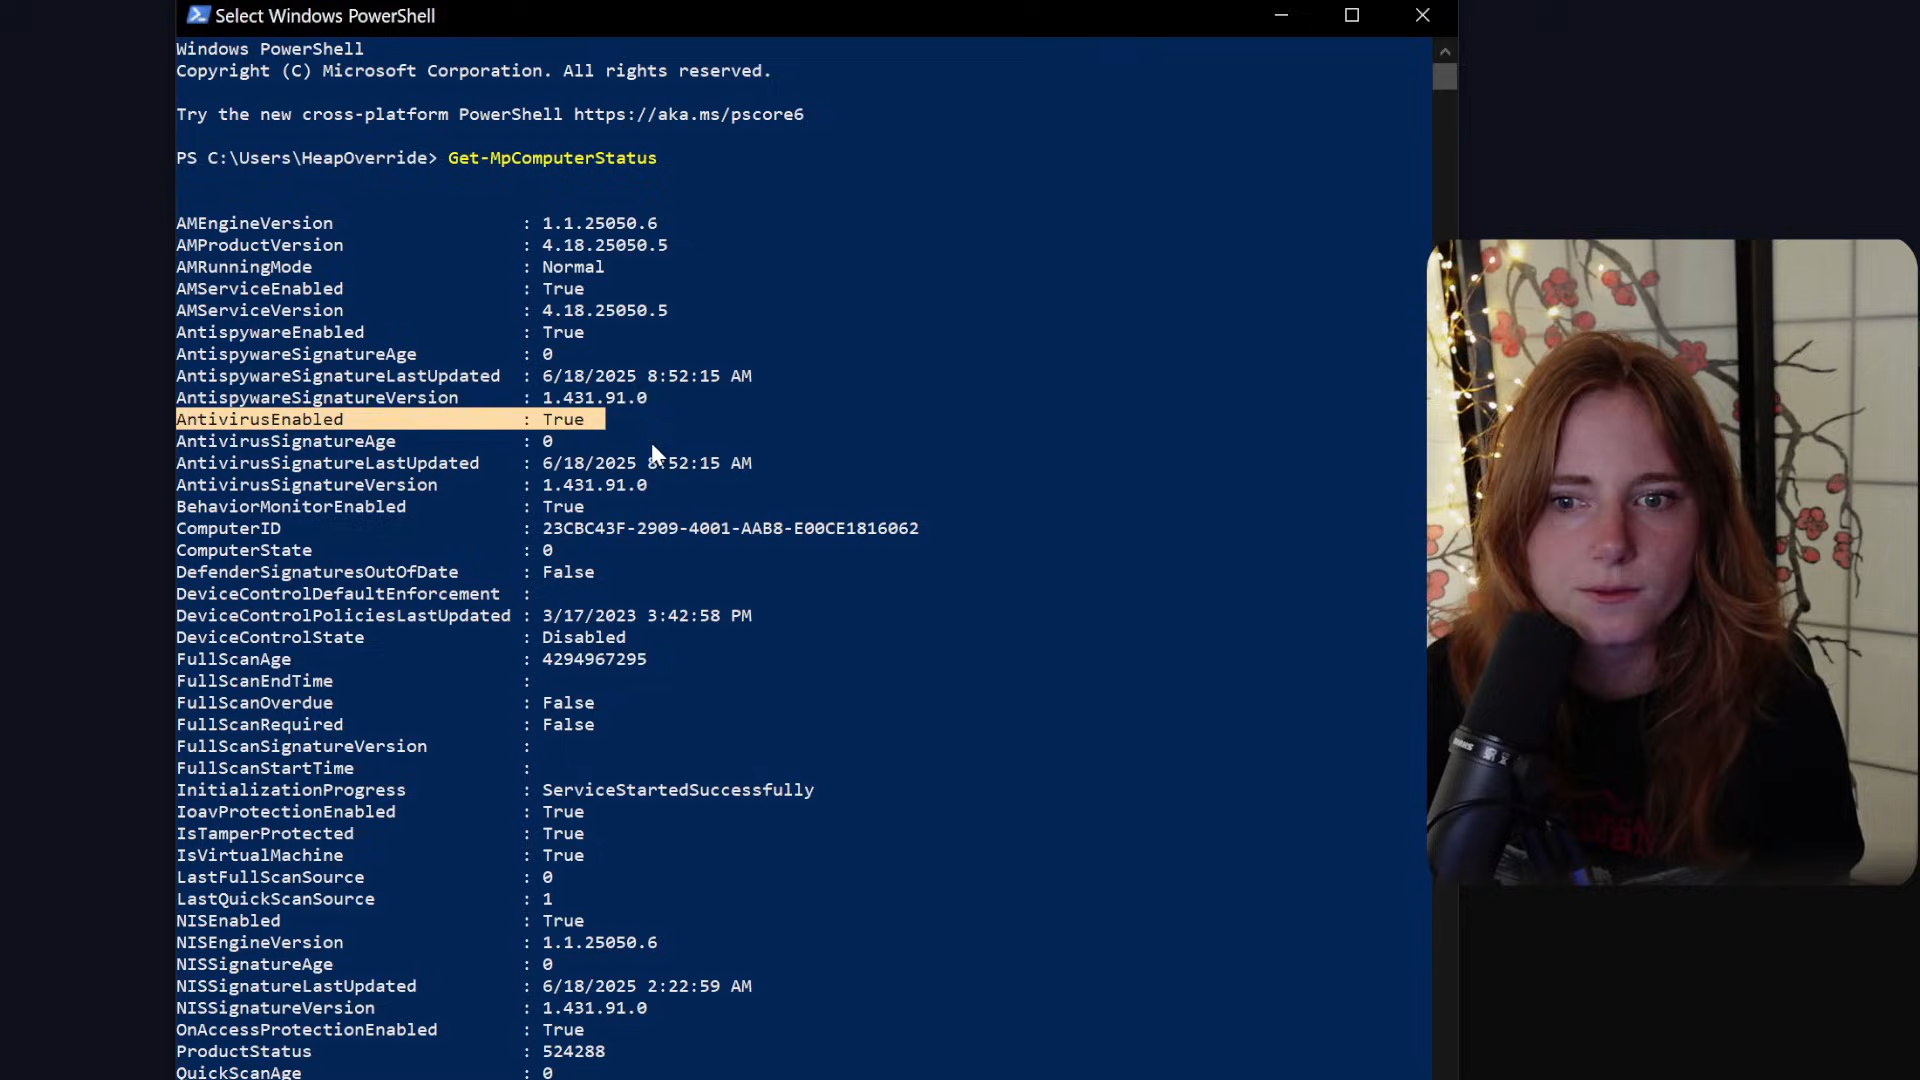 Select Windows PowerShell
Windows PowerShell
Copyright (C) Microsoft Corporation. All rights reserved.
Try the new cross-platform PowerShell https://aka.ms/pscore6
PS C:\Users\HeapOverride> Get-MpComputerStatus
AMEngineVersion : 1.1.25050.6
AMProductVersion : 4.18.25050.5
AMRunningMode : Normal
AMServiceEnabled : True
AMServiceVersion : 4.18.25050.5
AntispywareEnabled : True
AntispywareSignatureAge : 0
AntispywareSignatureLastUpdated : 6/18/2025 8:52:15 AM
AntispywareSignatureVersion : 1.431.91.0
AntivirusEnabled : True
AntivirusSignatureAge : 0
AntivirusSignatureLastUpdated : 6/18/2025 8:52:15 AM
AntivirusSignatureVersion : 1.431.91.0
BehaviorMonitorEnabled : True
ComputerID : 23CBC43F-2909-4001-AAB8-E00CE1816062
ComputerState : 0
DefenderSignaturesOutOfDate : False
DeviceControlDefaultEnforcement :
DeviceControlPoliciesLastUpdated : 3/17/2023 3:42:58 PM
DeviceControlState : Disabled
FullScanAge : 4294967295
FullScanEndTime :
FullScanOverdue : False
FullScanRequired : False
FullScanSignatureVersion :
FullScanStartTime :
InitializationProgress : ServiceStartedSuccessfully
IoavProtectionEnabled : True
IsTamperProtected : True
IsVirtualMachine : True
LastFullScanSource : 0
LastQuickScanSource : 1
NISEnabled : True
NISEngineVersion : 1.1.25050.6
NISSignatureAge : 0
NISSignatureLastUpdated : 6/18/2025 2:22:59 AM
NISSignatureVersion : 1.431.91.0
OnAccessProtectionEnabled : True
ProductStatus : 524288
QuickScanAge : 0